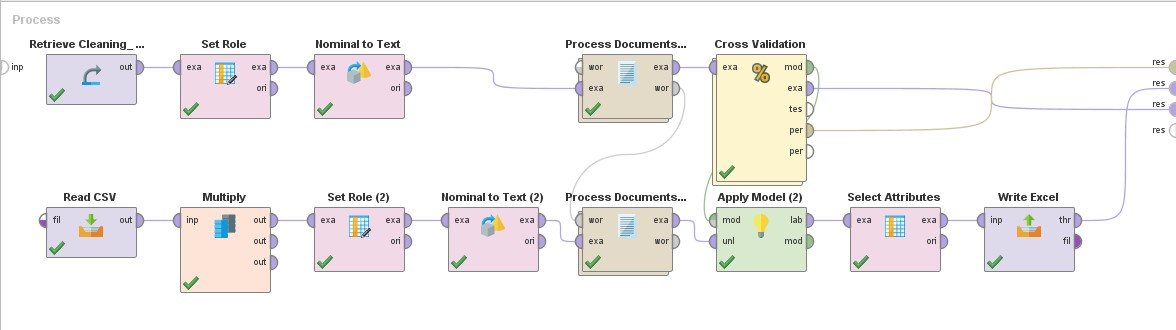 Process
Retrieve Cleaning_ ...
Set Role
Nominal to Text
Process Documents...
Cross Validation
inp
out
exa
exa
ori
exa
exa
ori
wor
exa
exa
wor
exa
mod
exa
tes
per
per
res
res
res
res
Read CSV
Multiply
Set Role (2)
Nominal to Text (2)
Process Documents...
Apply Model (2)
Select Attributes
Write Excel
fil
out
inp
out
out
out
exa
exa
ori
exa
exa
ori
wor
exa
exa
wor
mod
lab
unl
mod
exa
exa
ori
inp
thr
fil